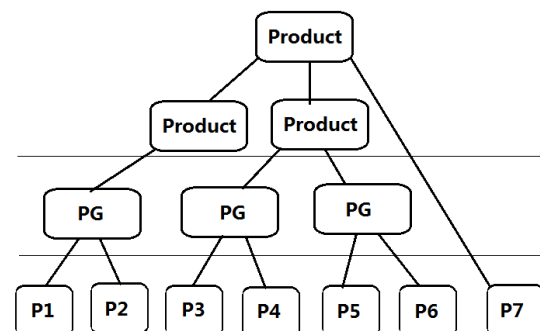 Product
Product Product
PG PG PG
P1 P2 P3 P4 P5 P6 P7